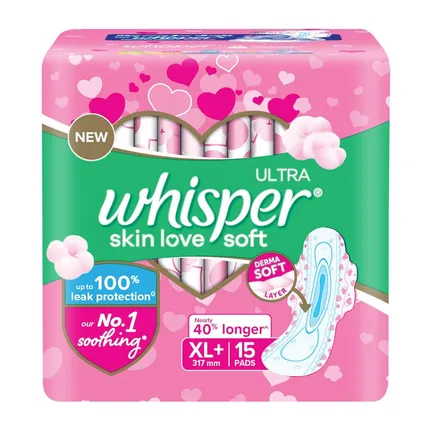 NEW
ULTRA
whisper®
skin love soft
DERMA
SOFT
LAYER
up to 100%
leak protection◊
our No.1
soothing*
Nearly
40% longer^
XL+ 15
317 mm PADS